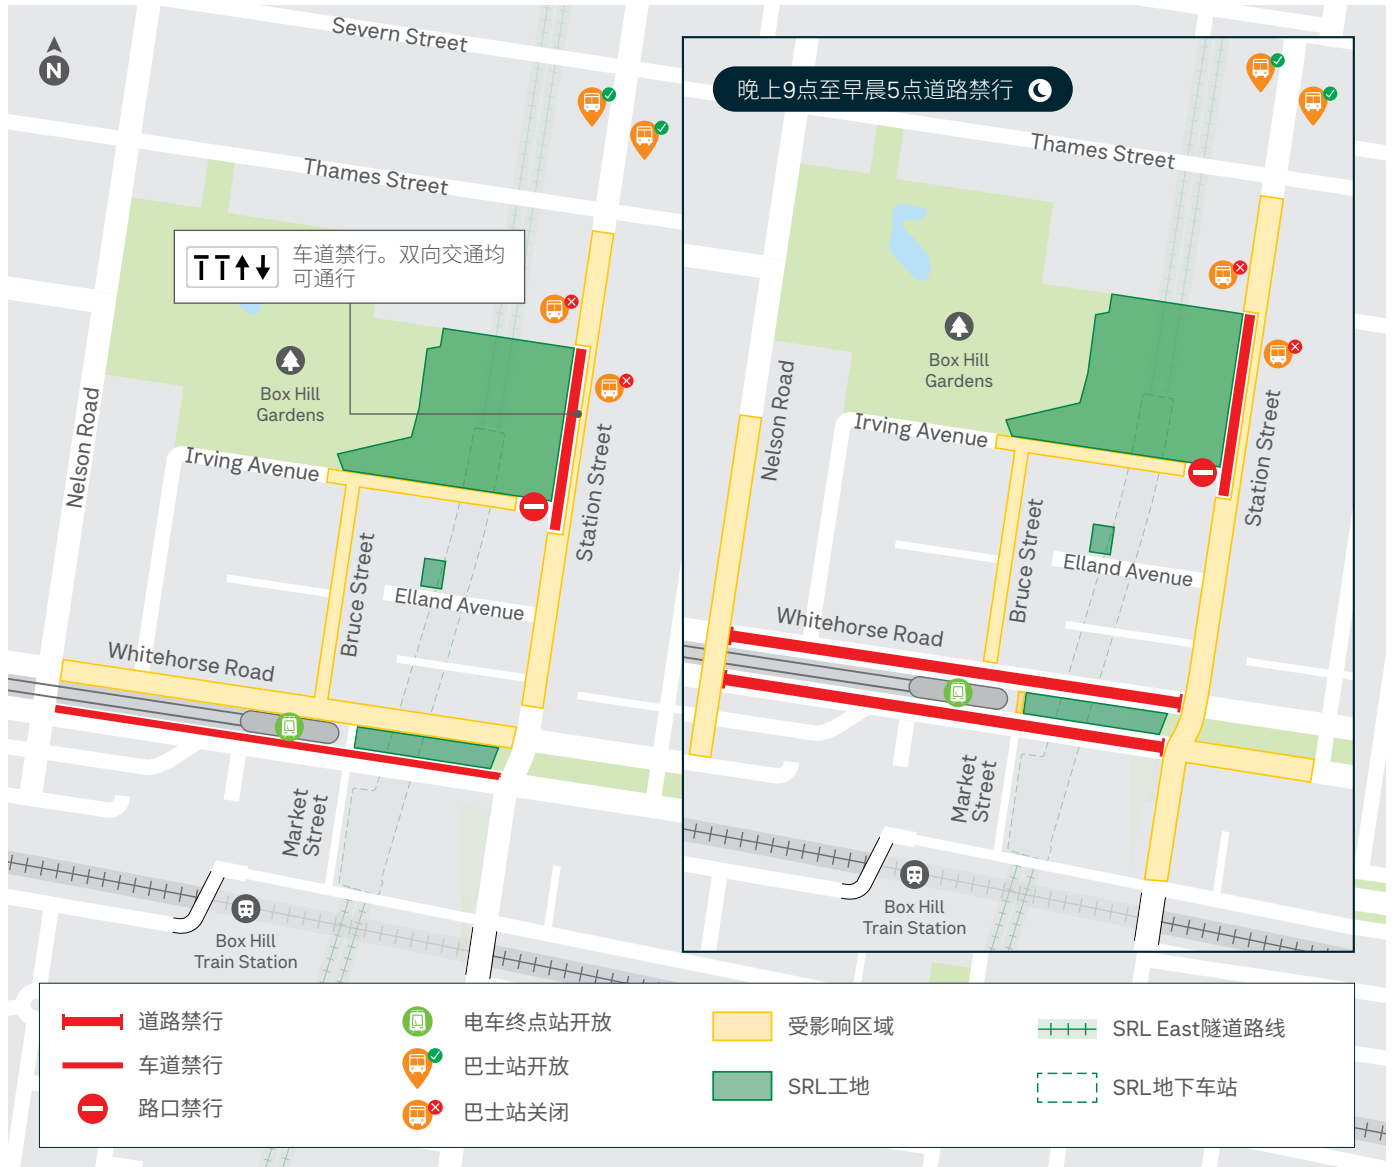 Severn Street
N
Thames Street
车道禁行。双向交通均
可通行
Box Hill
Gardens
Nelson Road
Irving Avenue
Station Street
Bruce Street
Elland Avenue
Whitehorse Road
Market
Street
Box Hill
Train Station
晚上9点至早晨5点道路禁行
Thames Street
Box Hill
Gardens
Nelson Road
Irving Avenue
Station Street
Bruce Street
Elland Avenue
Whitehorse Road
Market
Street
Box Hill
Train Station
道路禁行
车道禁行
路口禁行
电车终点站开放
巴士站开放
巴士站关闭
受影响区域
SRL工地
SRL East隧道路线
SRL地下车站